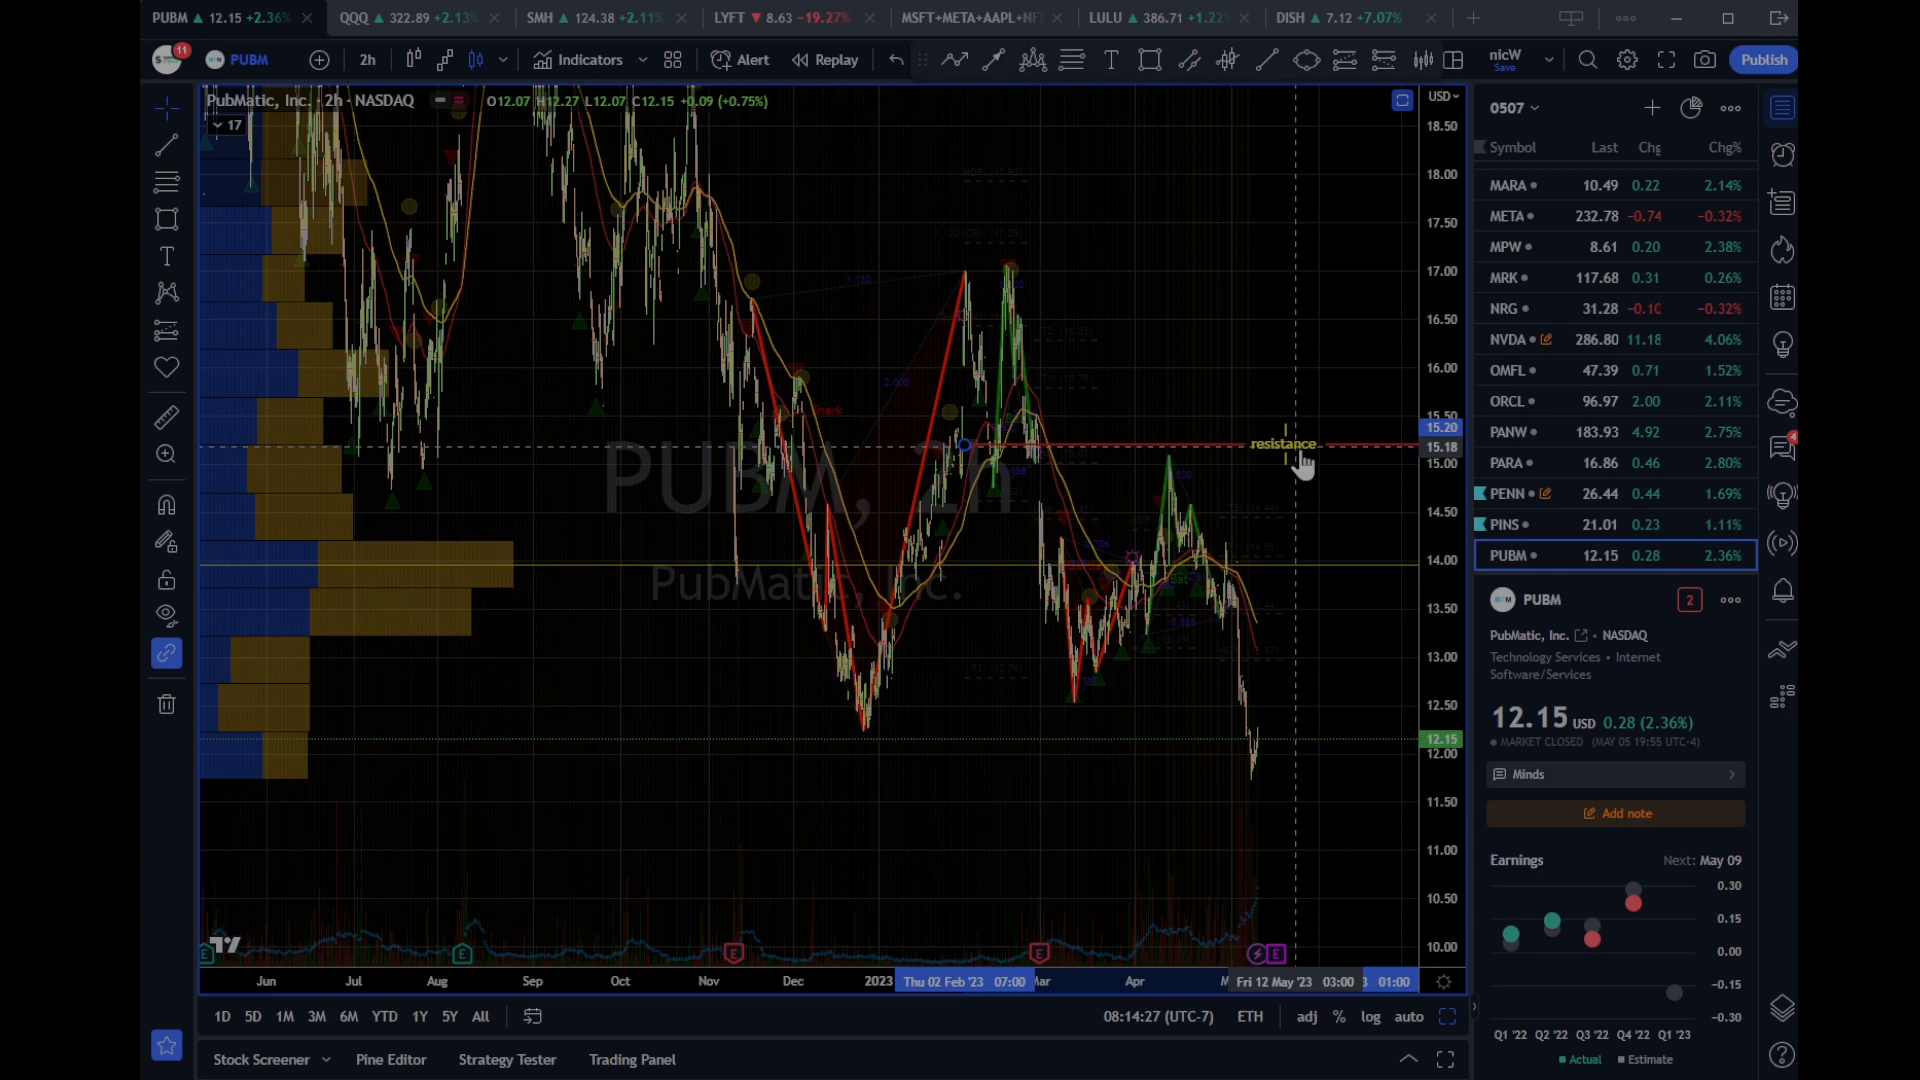 PUBM ▲ 12.15 +2.36%
QQQ ▲ 322.89 +2.13%
SMH ▲ 124.38 +2.11%
LYFT ▼ 8.63 −19.27%
MSFT+META+AAPL+NF
LULU ▲ 386.71 +1.22%
DISH ▲ 7.12 +7.07%
11
PUBM
2h
Indicators
Alert
Replay
nicW
Save
Publish
PubMatic, Inc. · 2h · NASDAQ
O12.07 H12.27 L12.07 C12.15 +0.09 (+0.75%)
17
USD
PUBM, 2h
PubMatic, Inc.
Shark
resistance
Bat
1.130
2.000
18.50
18.00
17.50
17.00
16.50
16.00
15.50
15.20
15.18
15.00
14.50
14.00
13.50
13.00
12.50
12.15
12.00
11.50
11.00
10.50
10.00
Jun Jul Aug Sep Oct Nov Dec 2023 Thu 02 Feb '23 07:00 Mar Apr Fri 12 May '23 03:00 01:00
1D 5D 1M 3M 6M YTD 1Y 5Y All
08:14:27 (UTC-7) ETH adj % log auto
Stock Screener Pine Editor Strategy Tester Trading Panel
0507
Symbol Last Chg Chg%
MARA 10.49 0.22 2.14%
META 232.78 −0.74 −0.32%
MPW 8.61 0.20 2.38%
MRK 117.68 0.31 0.26%
NRG 31.28 −0.10 −0.32%
NVDA 286.80 11.18 4.06%
OMFL 47.39 0.71 1.52%
ORCL 96.97 2.00 2.11%
PANW 183.93 4.92 2.75%
PARA 16.86 0.46 2.80%
PENN 26.44 0.44 1.69%
PINS 21.01 0.23 1.11%
PUBM 12.15 0.28 2.36%
4
PUBM
2
PubMatic, Inc. • NASDAQ
Technology Services • Internet
Software/Services
12.15 USD 0.28 (2.36%)
MARKET CLOSED (MAY 05 19:55 UTC-4)
Minds
Add note
Earnings Next: May 09
0.30
0.15
0.00
−0.15
−0.30
Q1 '22 Q2 '22 Q3 '22 Q4 '22 Q1 '23
Actual Estimate